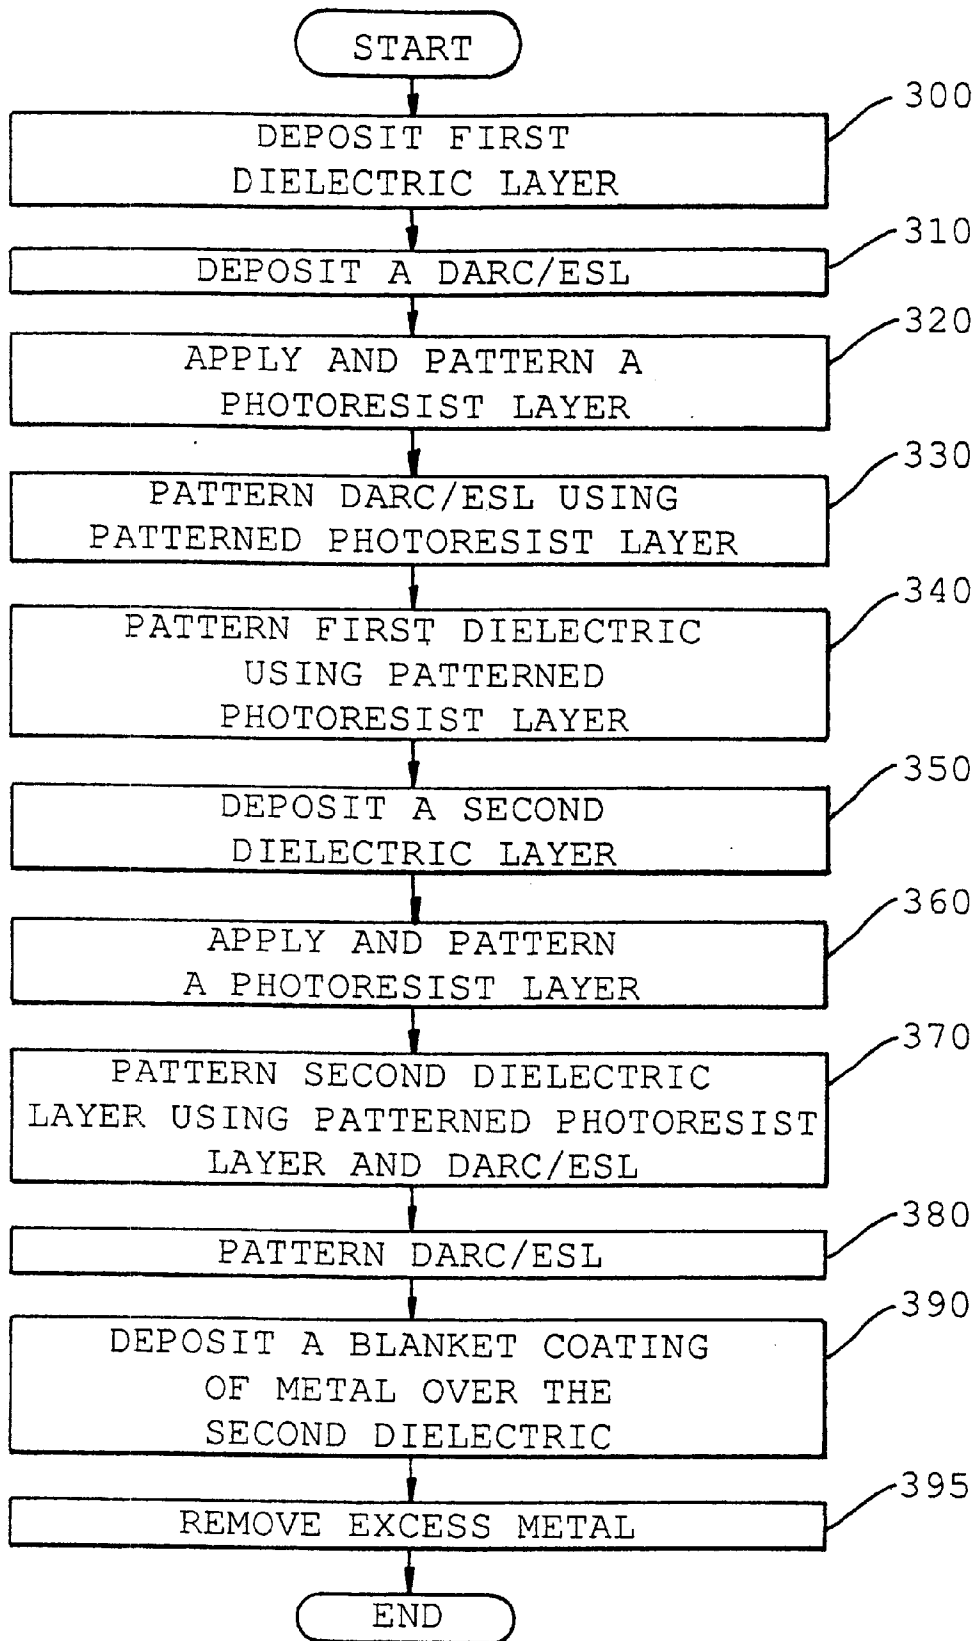 START
300
DEPOSIT FIRST
DIELECTRIC LAYER
310
DEPOSIT A DARC/ESL
320
APPLY AND PATTERN A
PHOTORESIST LAYER
330
PATTERN DARC/ESL USING
PATTERNED PHOTORESIST LAYER
340
PATTERN FIRST DIELECTRIC
USING PATTERNED
PHOTORESIST LAYER
350
DEPOSIT A SECOND
DIELECTRIC LAYER
360
APPLY AND PATTERN
A PHOTORESIST LAYER
370
PATTERN SECOND DIELECTRIC
LAYER USING PATTERNED PHOTORESIST
LAYER AND DARC/ESL
380
PATTERN DARC/ESL
390
DEPOSIT A BLANKET COATING
OF METAL OVER THE
SECOND DIELECTRIC
395
REMOVE EXCESS METAL
END